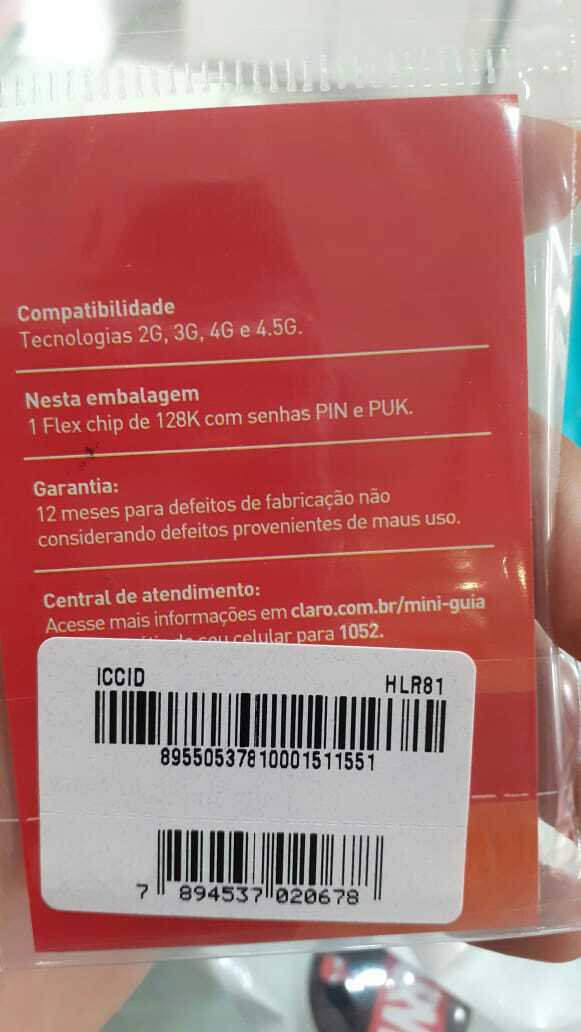 Compatibilidade
Tecnologias 2G, 3G, 4G e 4.5G.
Nesta embalagem
1 Flex chip de 128K com senhas PIN e PUK.
Garantia:
12 meses para defeitos de fabricação não
considerando defeitos provenientes de maus uso.
Central de atendimento:
Acesse mais informações em claro.com.br/mini-guia
celular para 1052.
ICCID HLR81
89550537810001511551
7 894537 020678